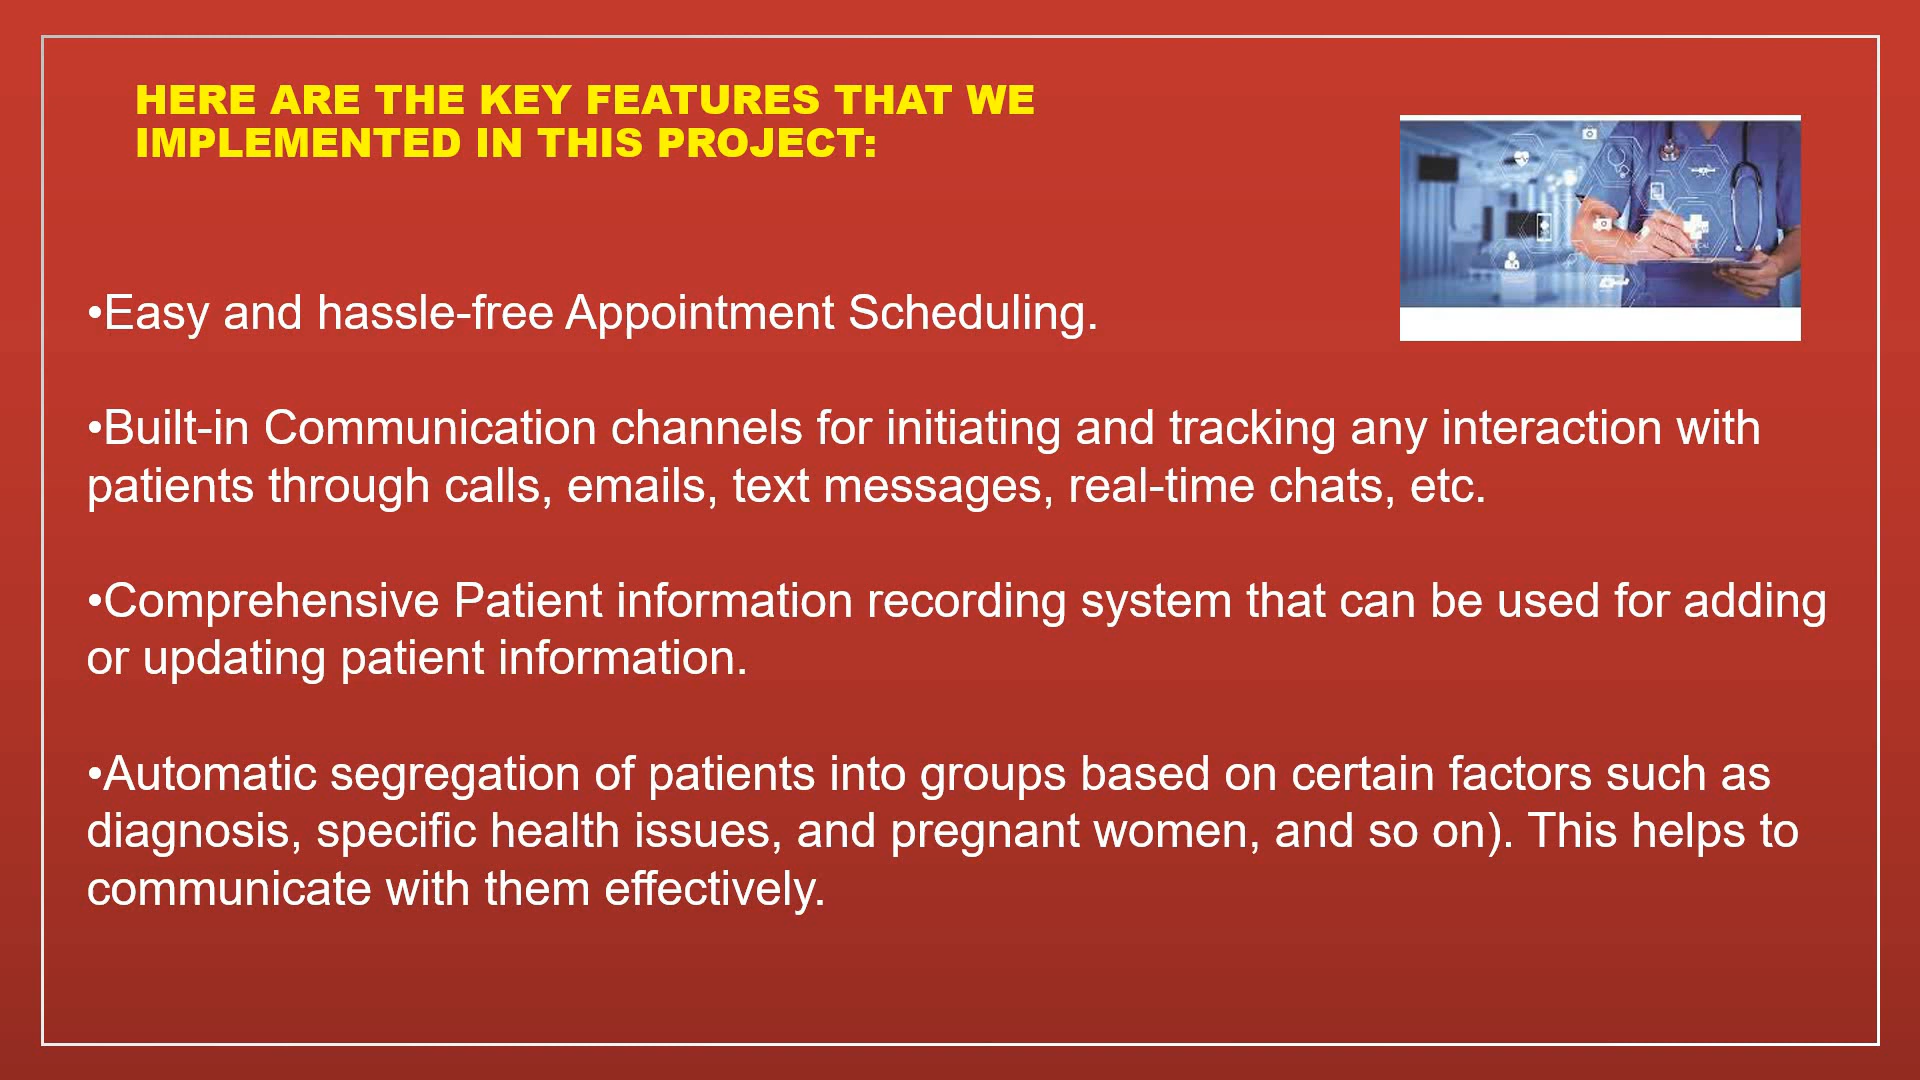 HERE ARE THE KEY FEATURES THAT WE
IMPLEMENTED IN THIS PROJECT:
•Easy and hassle-free Appointment Scheduling.
•Built-in Communication channels for initiating and tracking any interaction with
patients through calls, emails, text messages, real-time chats, etc.
•Comprehensive Patient information recording system that can be used for adding
or updating patient information.
•Automatic segregation of patients into groups based on certain factors such as
diagnosis, specific health issues, and pregnant women, and so on). This helps to
communicate with them effectively.